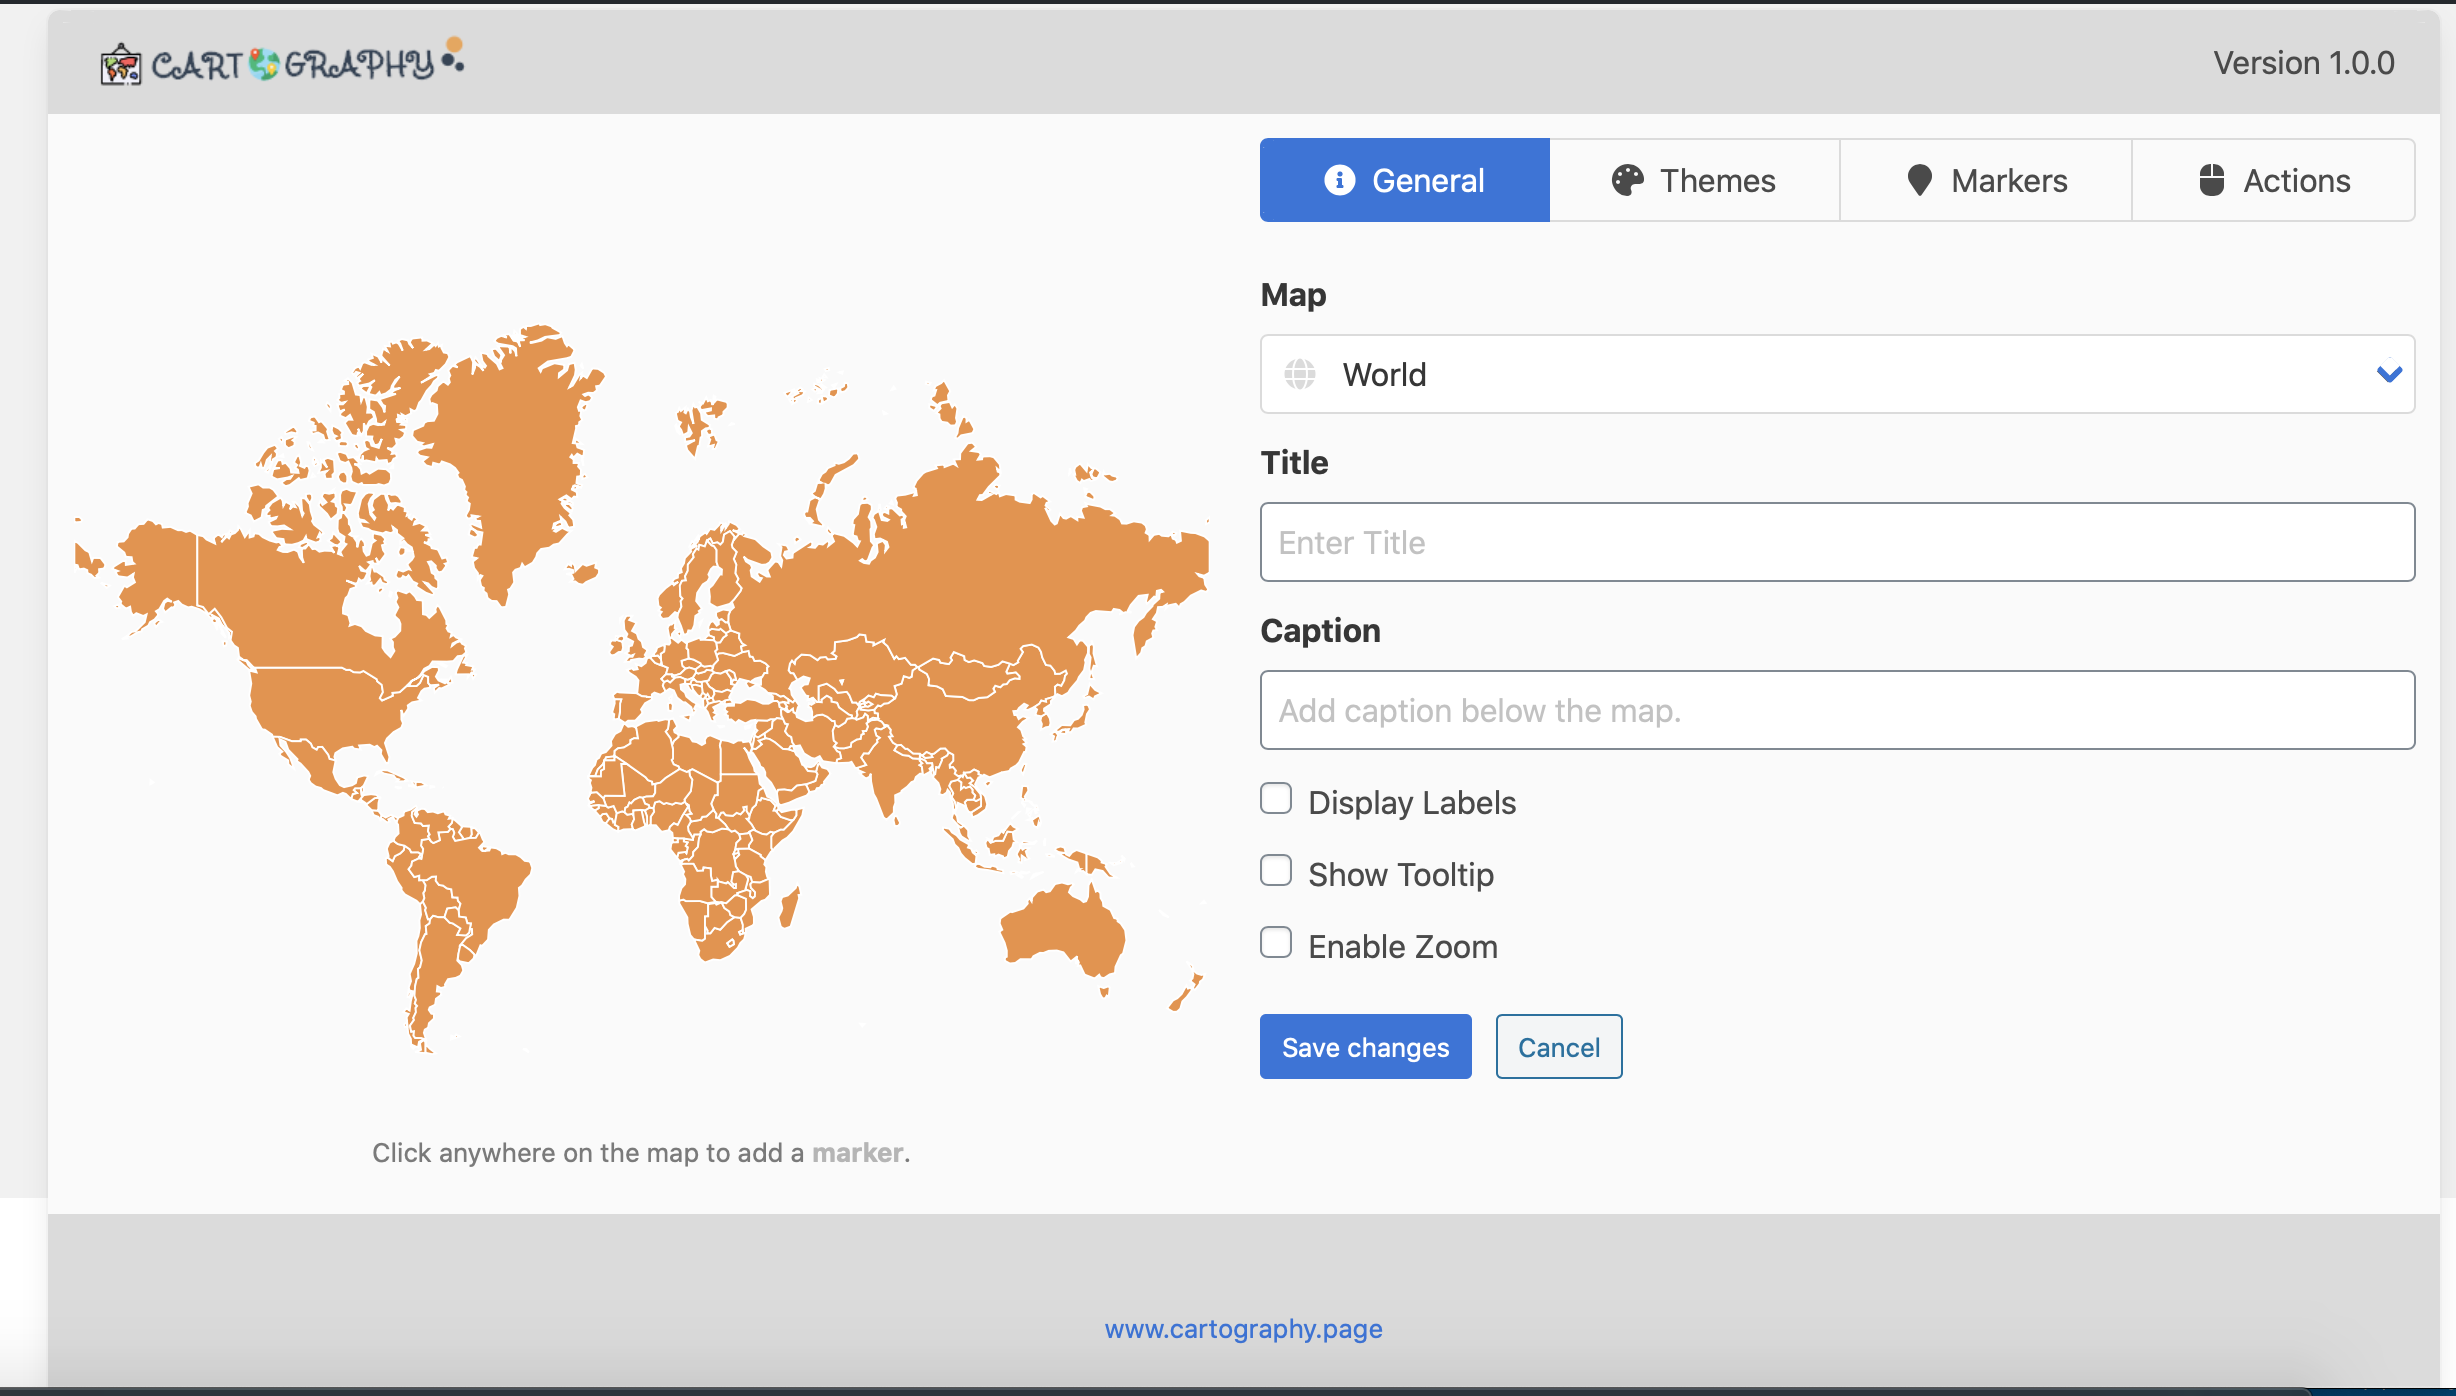 CARTOGRAPHY
Version 1.0.0
General
Themes
Markers
Actions
Map
World
Title
Enter Title
Caption
Add caption below the map.
Display Labels
Show Tooltip
Enable Zoom
Save changes
Cancel
Click anywhere on the map to add a marker.
www.cartography.page